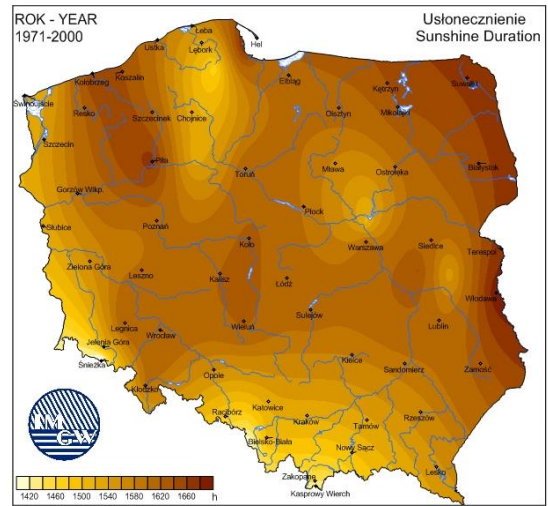 ROK - YEAR
1971-2000
Usłonecznienie
Sunshine Duration
Łeba
Ustka
Lębork
Hel
Koszalin
Kołobrzeg
Elbląg
Kętrzyn
Suwałki
Świnoujście
Resko
Szczecinek
Chojnice
Olsztyn
Mikołajki
Szczecin
Piła
Mława
Ostrołęka
Białystok
Toruń
Gorzów Wlkp.
Płock
Słubice
Poznań
Koło
Warszawa
Siedlce
Terespol
Zielona Góra
Leszno
Kalisz
Łódź
Włodawa
Legnica
Wrocław
Wieluń
Sulejów
Lublin
Jelenia Góra
Śnieżka
Kielce
Sandomierz
Zamość
Kłodzko
Opole
Katowice
Racibórz
Kraków
Tarnów
Rzeszów
Bielsko-Biała
Nowy Sącz
Lesko
Zakopane
Kasprowy Wierch
IMGW
1420 1460 1500 1540 1580 1620 1660 h